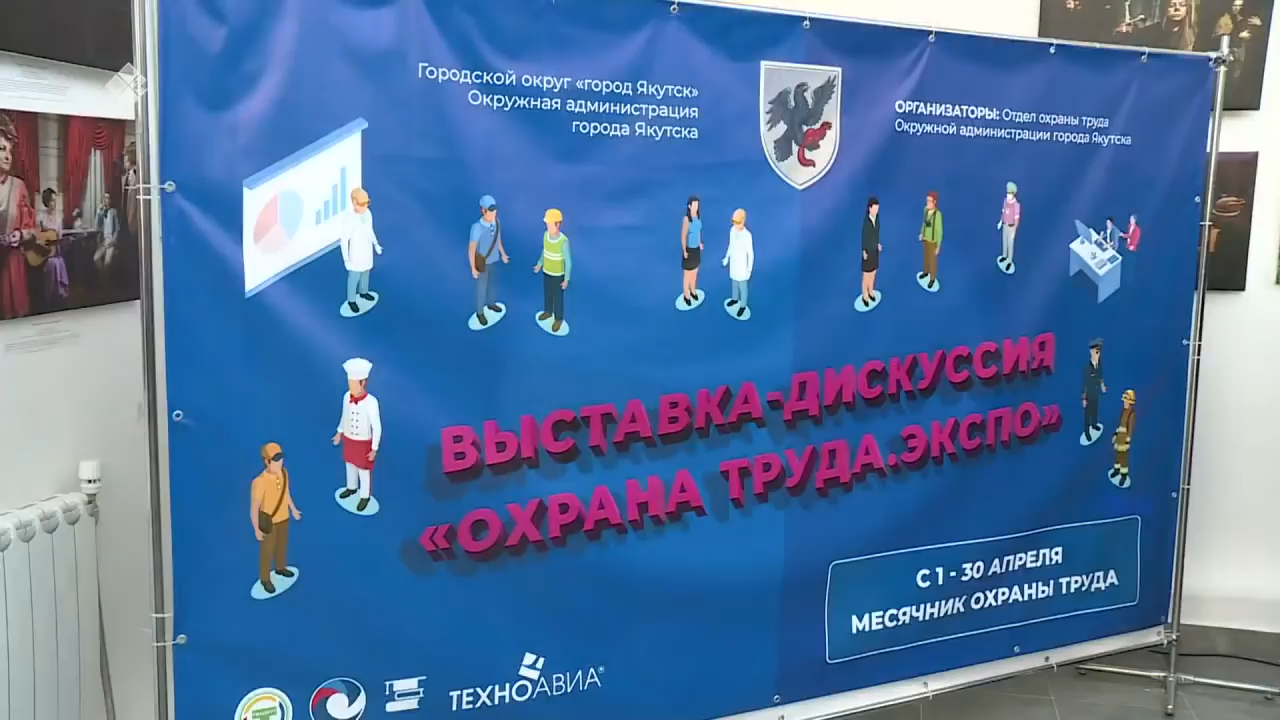 Городской округ «город Якутск»
Окружная администрация
города Якутска
ОРГАНИЗАТОРЫ: Отдел охраны труда
Окружной администрации города Якутска
ВЫСТАВКА-ДИСКУССИЯ
«ОХРАНА ТРУДА.ЭКСПО»
С 1 - 30 АПРЕЛЯ
МЕСЯЧНИК ОХРАНЫ ТРУДА
ТЕХНОАВИА®